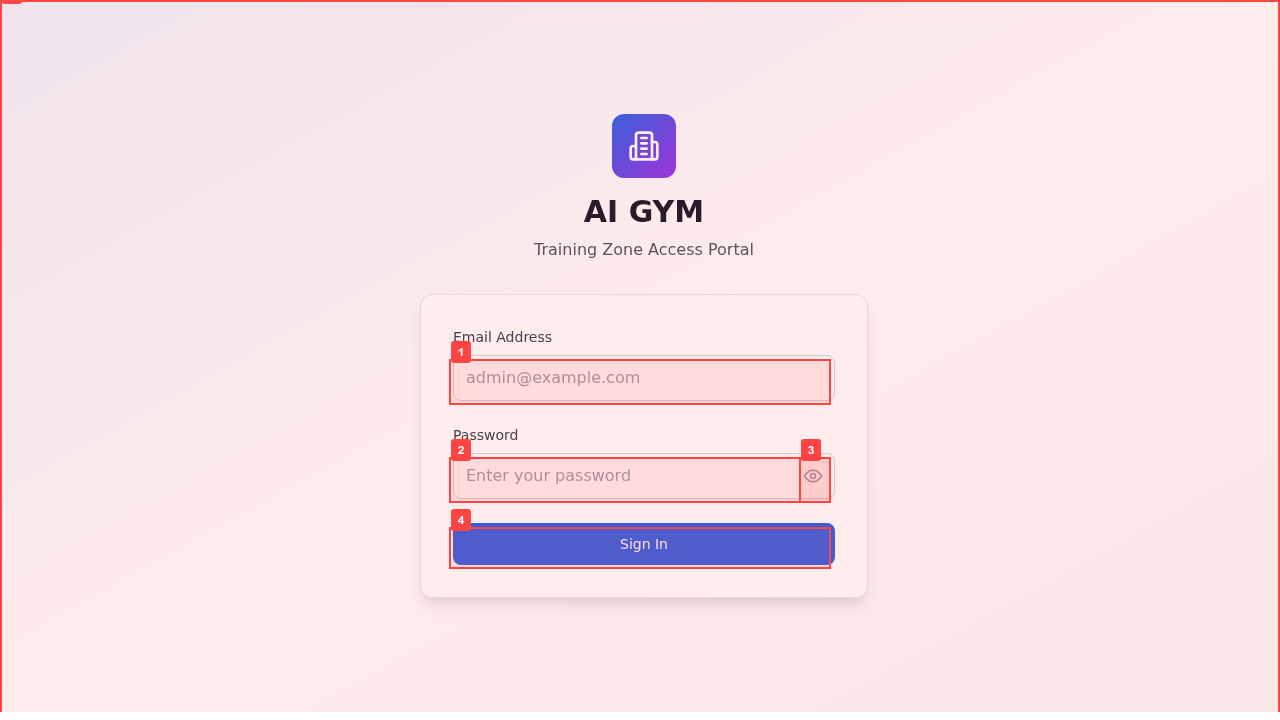 AI GYM
Training Zone Access Portal
Email Address
1
admin@example.com
Password
2
3
Enter your password
4
Sign In